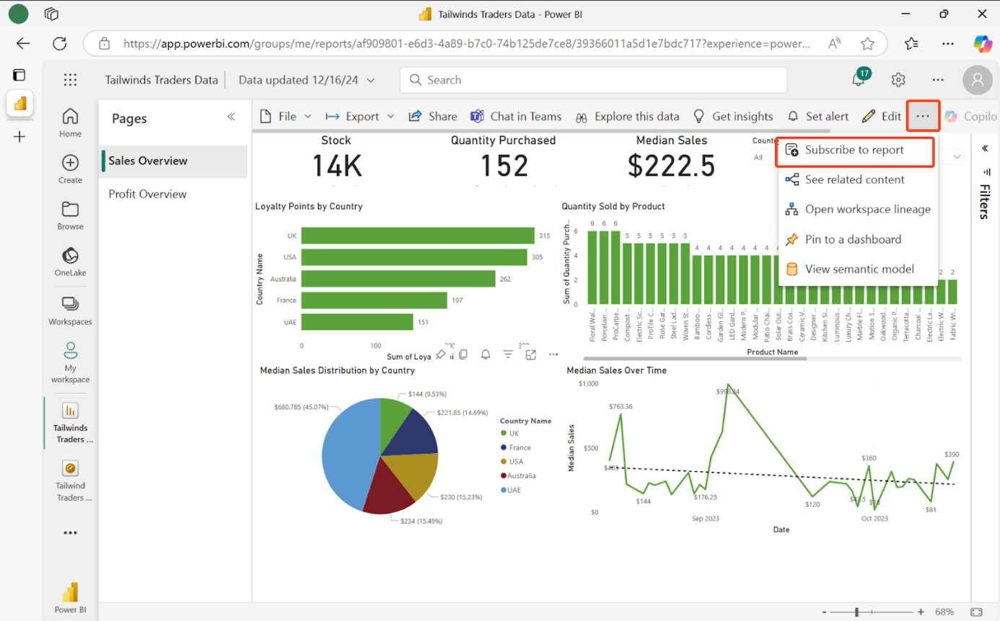 Tailwinds Traders Data - Power BI
https://app.powerbi.com/groups/me/reports/af909801-e6d3-4a89-b7c0-74b125de7ce8/39366011a5d1e7bdc717?experience=power...
Tailwinds Traders Data
Data updated 12/16/24
Search
17
Home
Create
Browse
OneLake
Workspaces
My
workspace
Tailwinds
Traders ...
Tailwind
Traders ...
Power BI
Pages
Sales Overview
Profit Overview
File
Export
Share
Chat in Teams
Explore this data
Get insights
Set alert
Edit
...
Copilo
Subscribe to report
See related content
Open workspace lineage
Pin to a dashboard
View semantic model
Filters
Stock
14K
Quantity Purchased
152
Median Sales
$222.5
Countr
All
Loyalty Points by Country
Country Name
UK
315
USA
305
Australia
262
France
197
UAE
151
0
100
Sum of Loya
Quantity Sold by Product
Sum of Quantity Purch...
6
4
2
0
6 6 6 5 5 5 5 5 5 4 4 4 4 4 4 4
2 2
Floral Wal...
Porcelain ...
ProCarpe...
Compost ...
Electric Sc...
ProTile C...
Rose Gar...
Steel Lad...
Woven St...
Bamboo ...
Cordless ...
Garden Gl...
LED Gard...
Modern P...
Modular ...
Patio Chai...
Solar Out...
Brass Coa...
Ceramic V...
Designer ...
Kitchen Si...
Luminous...
Luxury Ch...
Marble Fl...
Motion S...
Oakwood...
Organic P...
Terracotta...
Charcoal ...
Electric La...
Electric W...
Fabric Wi...
Product Name
Median Sales Distribution by Country
$144 (9.53%)
$221.85 (14.69%)
$230 (15.23%)
$234 (15.49%)
$680.785 (45.07%)
Country Name
UK
France
USA
Australia
UAE
Median Sales Over Time
Median Sales
$1,000
$500
$0
$763.36
$144
$176.25
$120
$360
$81
$390
Sep 2023
Oct 2023
Date
68%